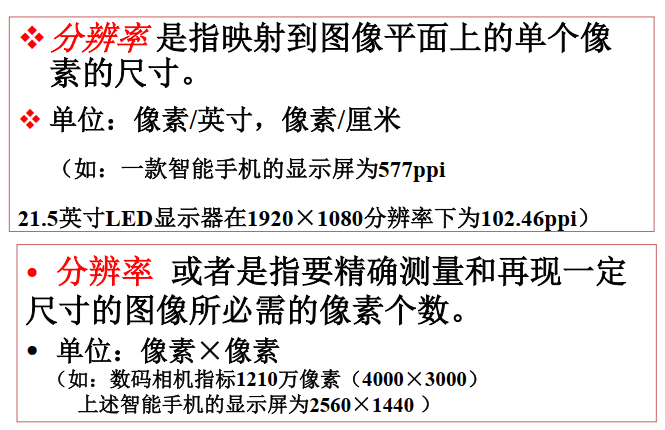 ❖ 分辨率 是指映射到图像平面上的单个像
素的尺寸。
❖ 单位：像素/英寸，像素/厘米
（如：一款智能手机的显示屏为577ppi
21.5英寸LED显示器在1920×1080分辨率下为102.46ppi）
• 分辨率 或者是指要精确测量和再现一定
尺寸的图像所必需的像素个数。
• 单位：像素×像素
（如：数码相机指标1210万像素（4000×3000）
上述智能手机的显示屏为2560×1440 ）